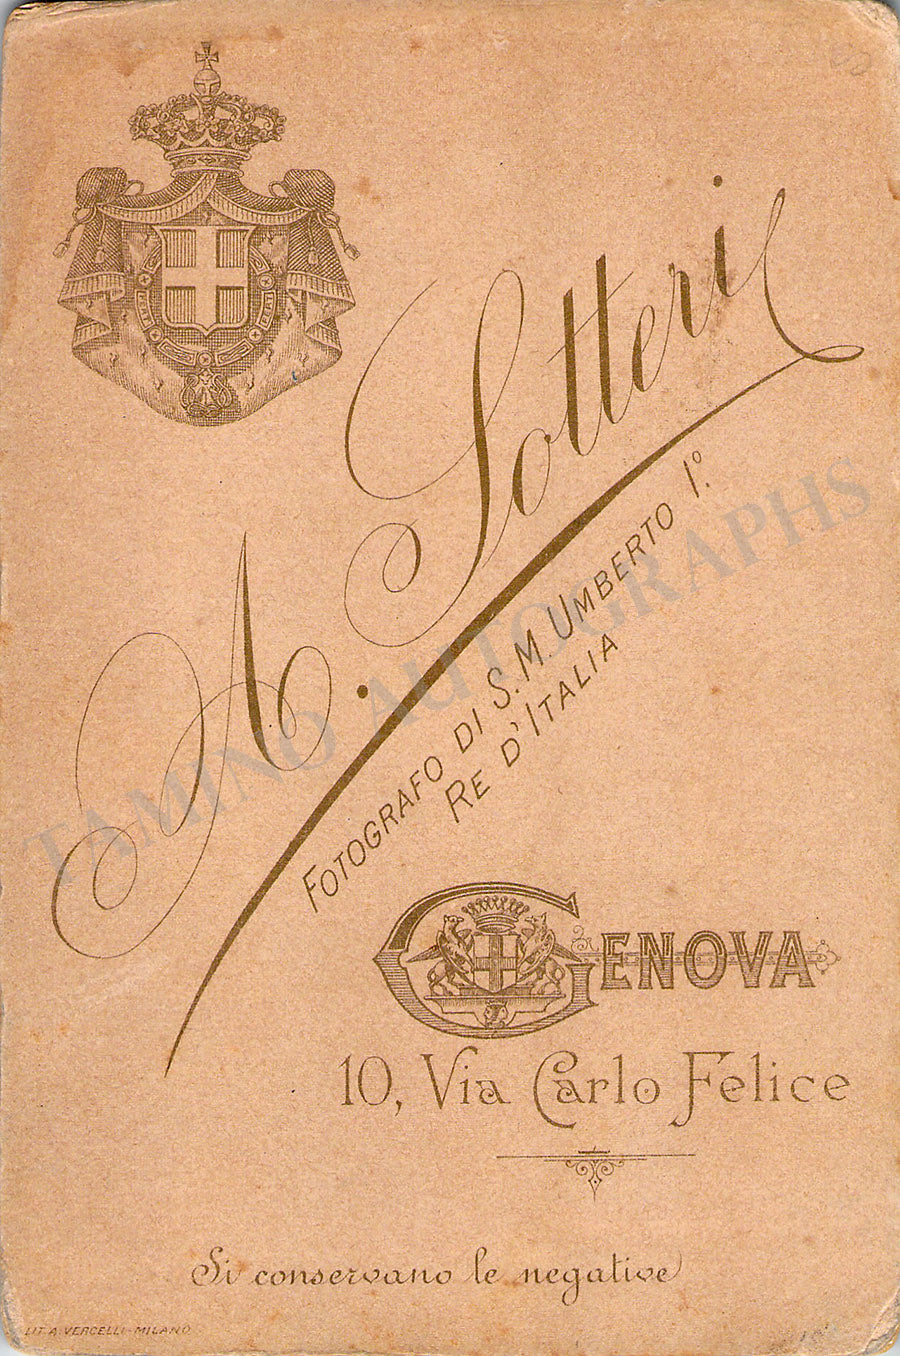 A. Sotteri
FOTOGRAFO DI S. M. UMBERTO I.º
RE D'ITALIA
GENOVA
10, Via Carlo Felice
Si conservano le negative
LIT. A. VERCELLI-MILANO
TAMINO AUTOGRAPHS